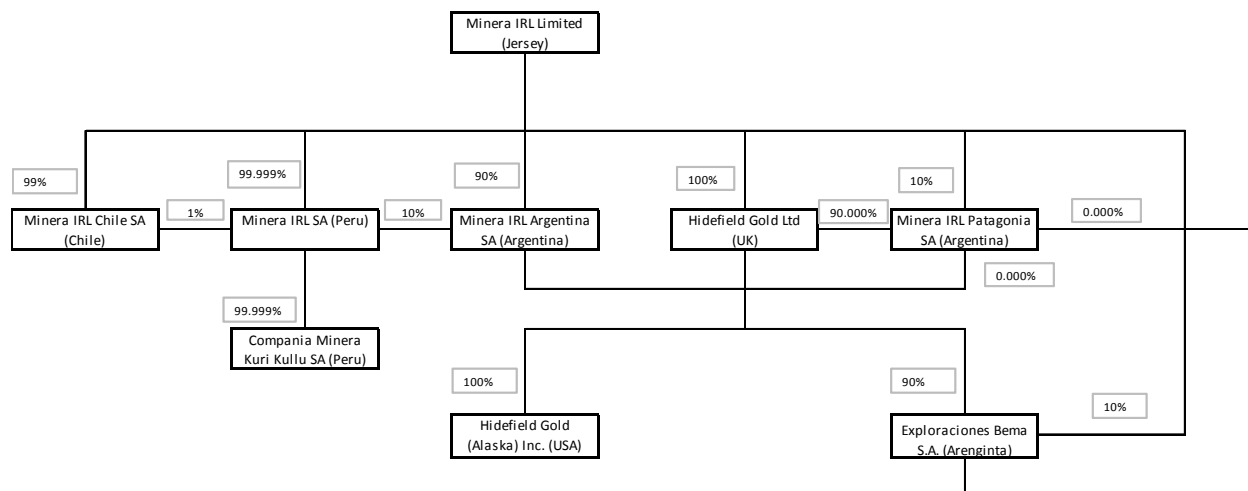 Minera IRL Limited
(Jersey)
99%
99.999%
90%
100%
10%
1%
10%
90.000%
0.000%
Minera IRL Chile SA
(Chile)
Minera IRL SA (Peru)
Minera IRL Argentina
SA (Argentina)
Hidefield Gold Ltd
(UK)
Minera IRL Patagonia
SA (Argentina)
0.000%
99.999%
Compania Minera
Kuri Kullu SA (Peru)
100%
90%
10%
Hidefield Gold
(Alaska) Inc. (USA)
Exploraciones Bema
S.A. (Arenginta)